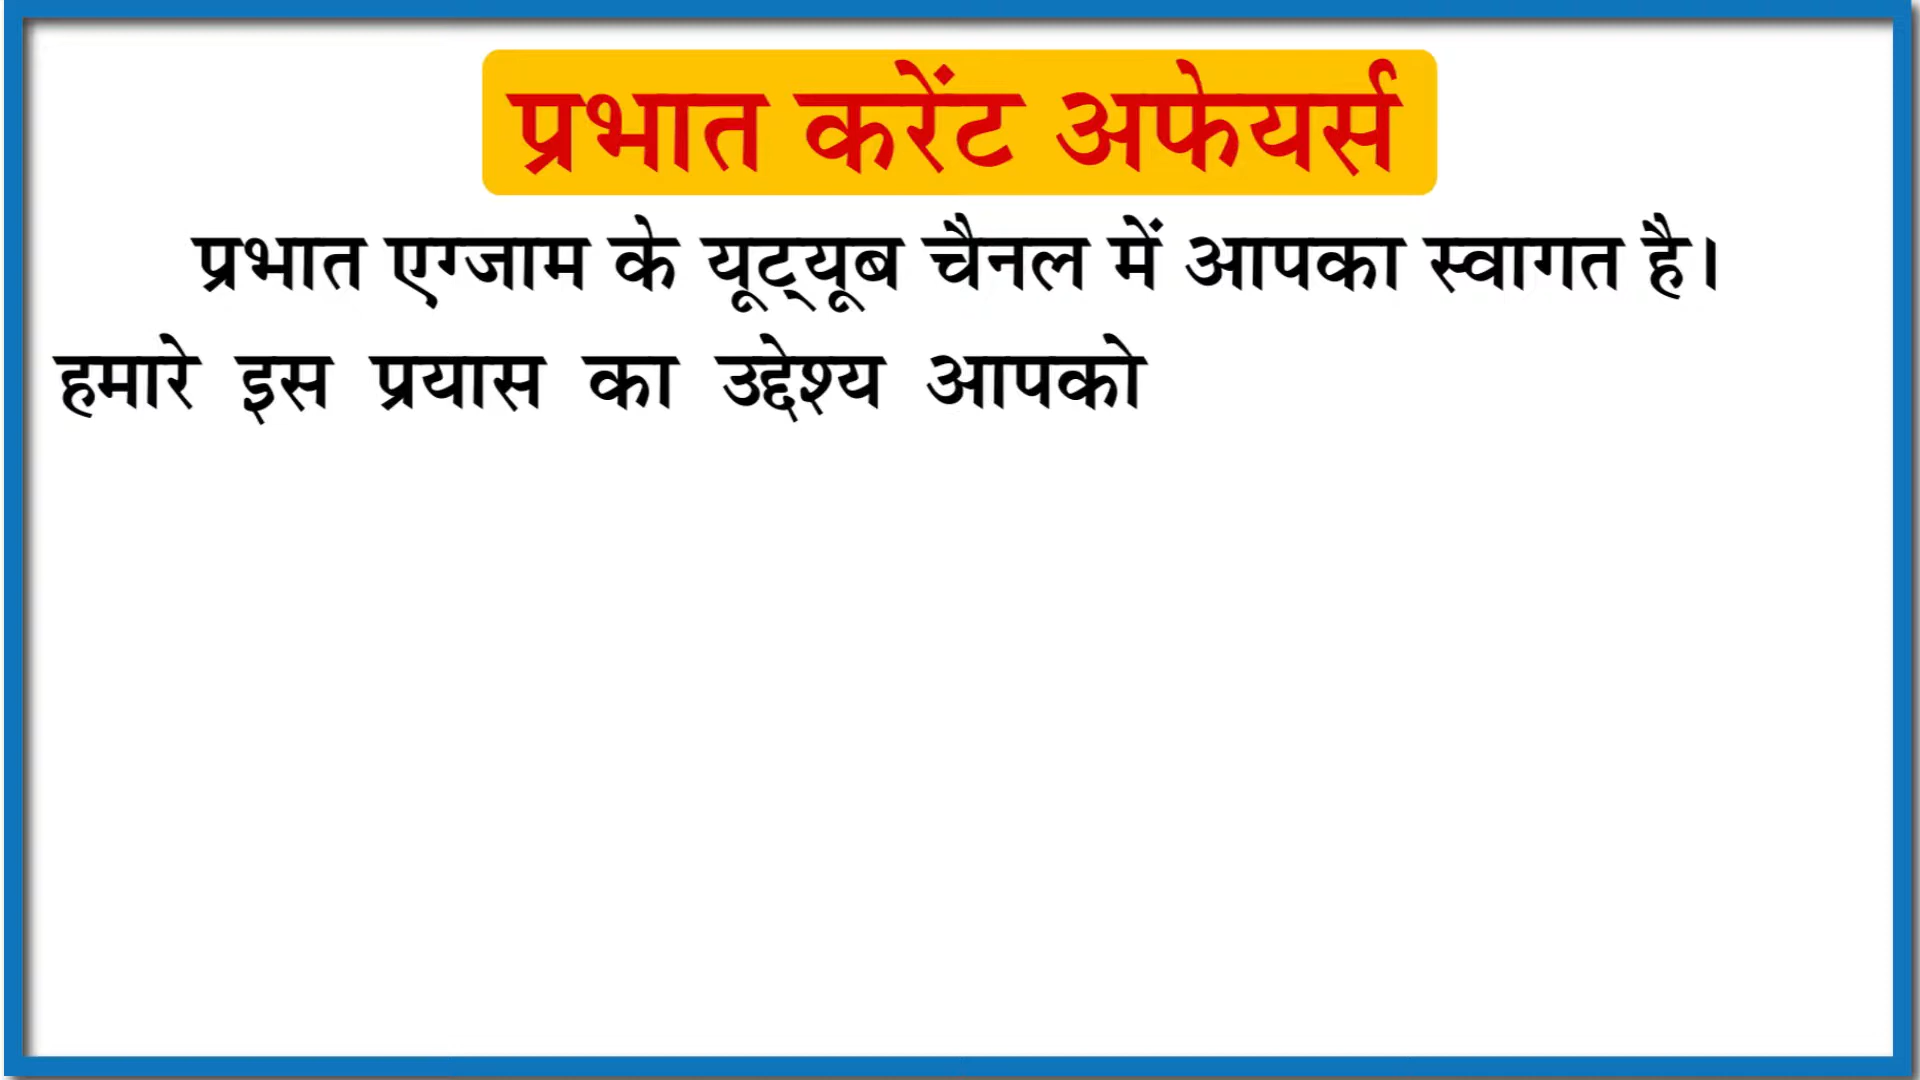 प्रभात करेंट अफेयर्स
प्रभात एग्जाम के यूट्‌यूब चैनल में आपका स्वागत है।
हमारे इस प्रयास का उद्देश्य आपको